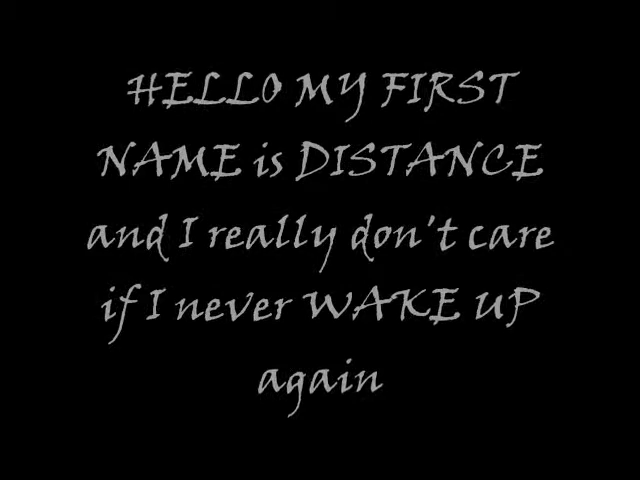 HELLO MY FIRST
NAME is DISTANCE
and I really don't care
if I never WAKE UP
again